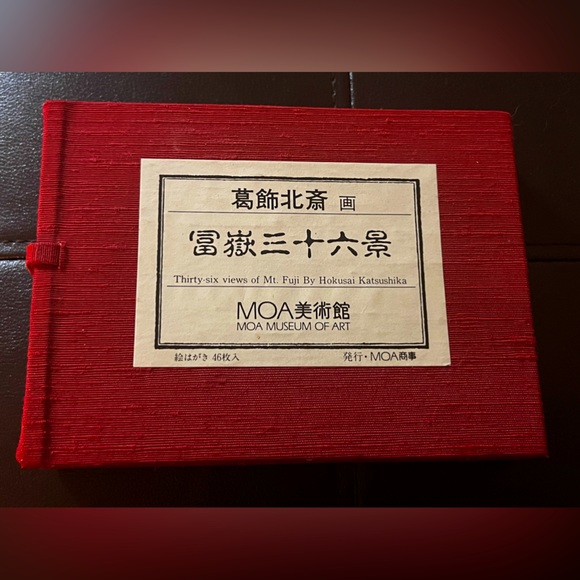 葛飾北斎 画
冨嶽三十六景
Thirty-six views of Mt. Fuji By Hokusai Katsushika
MOA美術館
MOA MUSEUM OF ART
絵はがき 46枚入 発行・MOA商事